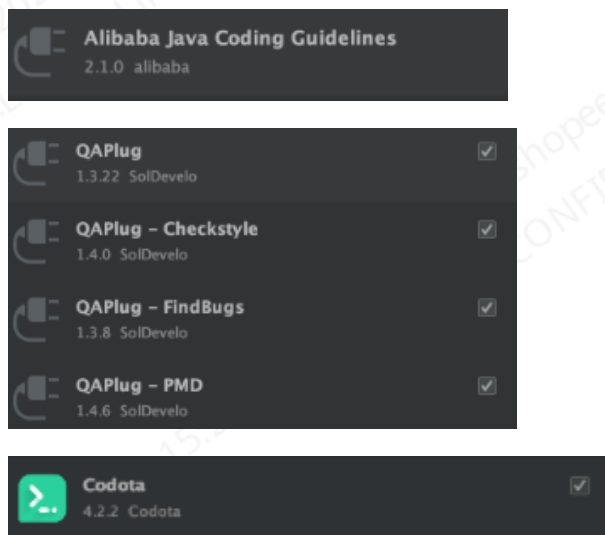 Alibaba Java Coding Guidelines
2.1.0 alibaba
QAPlug
1.3.22 SolDevelo
QAPlug – Checkstyle
1.4.0 SolDevelo
QAPlug – FindBugs
1.3.8 SolDevelo
QAPlug – PMD
1.4.6 SolDevelo
Codota
4.2.2 Codota